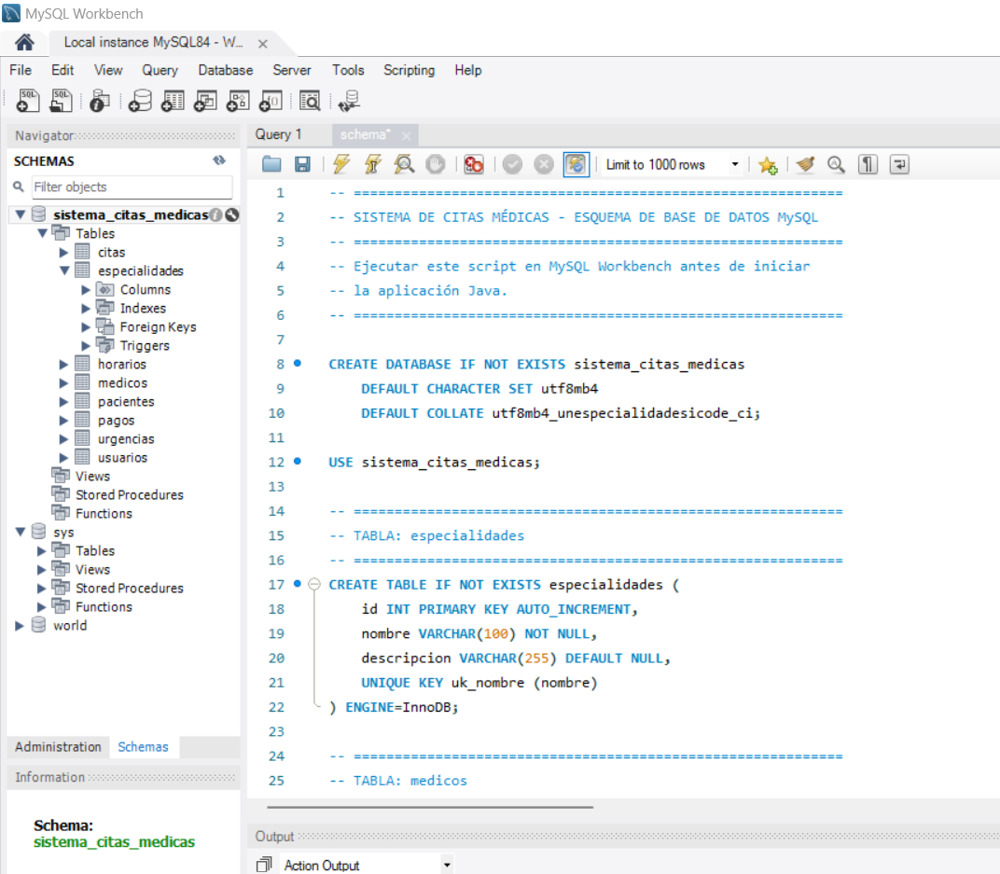 MySQL Workbench
Local instance MySQL84 - W...
File Edit View Query Database Server Tools Scripting Help
Navigator
SCHEMAS
Filter objects
sistema_citas_medicas
Tables
citas
especialidades
Columns
Indexes
Foreign Keys
Triggers
horarios
medicos
pacientes
pagos
urgencias
usuarios
Views
Stored Procedures
Functions
sys
Tables
Views
Stored Procedures
Functions
world
Administration Schemas
Information
Schema:
sistema_citas_medicas
Query 1 schema*
Limit to 1000 rows
1 -- ============================================================
2 -- SISTEMA DE CITAS MÉDICAS - ESQUEMA DE BASE DE DATOS MySQL
3 -- ============================================================
4 -- Ejecutar este script en MySQL Workbench antes de iniciar
5 -- la aplicación Java.
6 -- ============================================================
7
8 CREATE DATABASE IF NOT EXISTS sistema_citas_medicas
9 DEFAULT CHARACTER SET utf8mb4
10 DEFAULT COLLATE utf8mb4_unespecialidadesicode_ci;
11
12 USE sistema_citas_medicas;
13
14 -- ============================================================
15 -- TABLA: especialidades
16 -- ============================================================
17 CREATE TABLE IF NOT EXISTS especialidades (
18 id INT PRIMARY KEY AUTO_INCREMENT,
19 nombre VARCHAR(100) NOT NULL,
20 descripcion VARCHAR(255) DEFAULT NULL,
21 UNIQUE KEY uk_nombre (nombre)
22 ) ENGINE=InnoDB;
23
24 -- ============================================================
25 -- TABLA: medicos
Output
Action Output